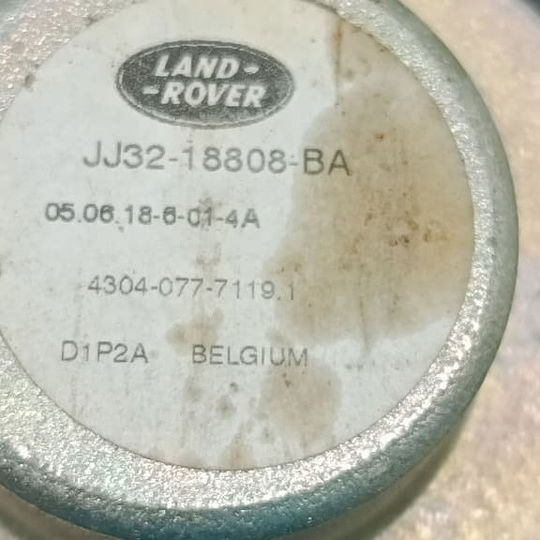 LAND-
-ROVER
JJ32-18808-BA
05.06.18-6-01-4A
4304-077-7119.1
D1P2A BELGIUM